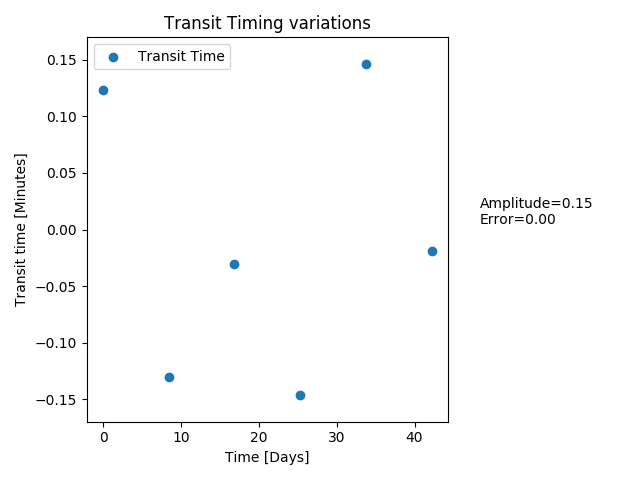 Transit Timing variations
Transit Time
0.15
0.10
0.05
0.00
−0.05
−0.10
−0.15
Transit time [Minutes]
0
10
20
30
40
Time [Days]
Amplitude=0.15
Error=0.00